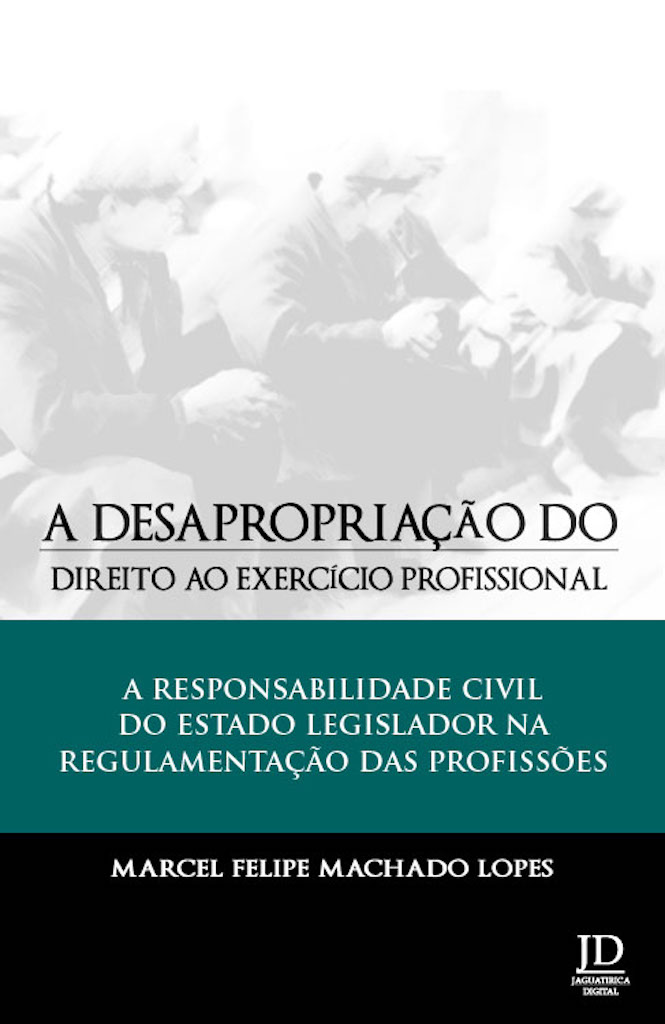 A DESAPROPRIAÇÃO DO
DIREITO AO EXERCÍCIO PROFISSIONAL
A RESPONSABILIDADE CIVIL
DO ESTADO LEGISLADOR NA
REGULAMENTAÇÃO DAS PROFISSÕES
MARCEL FELIPE MACHADO LOPES
JD
JAGUATIRICA
DIGITAL